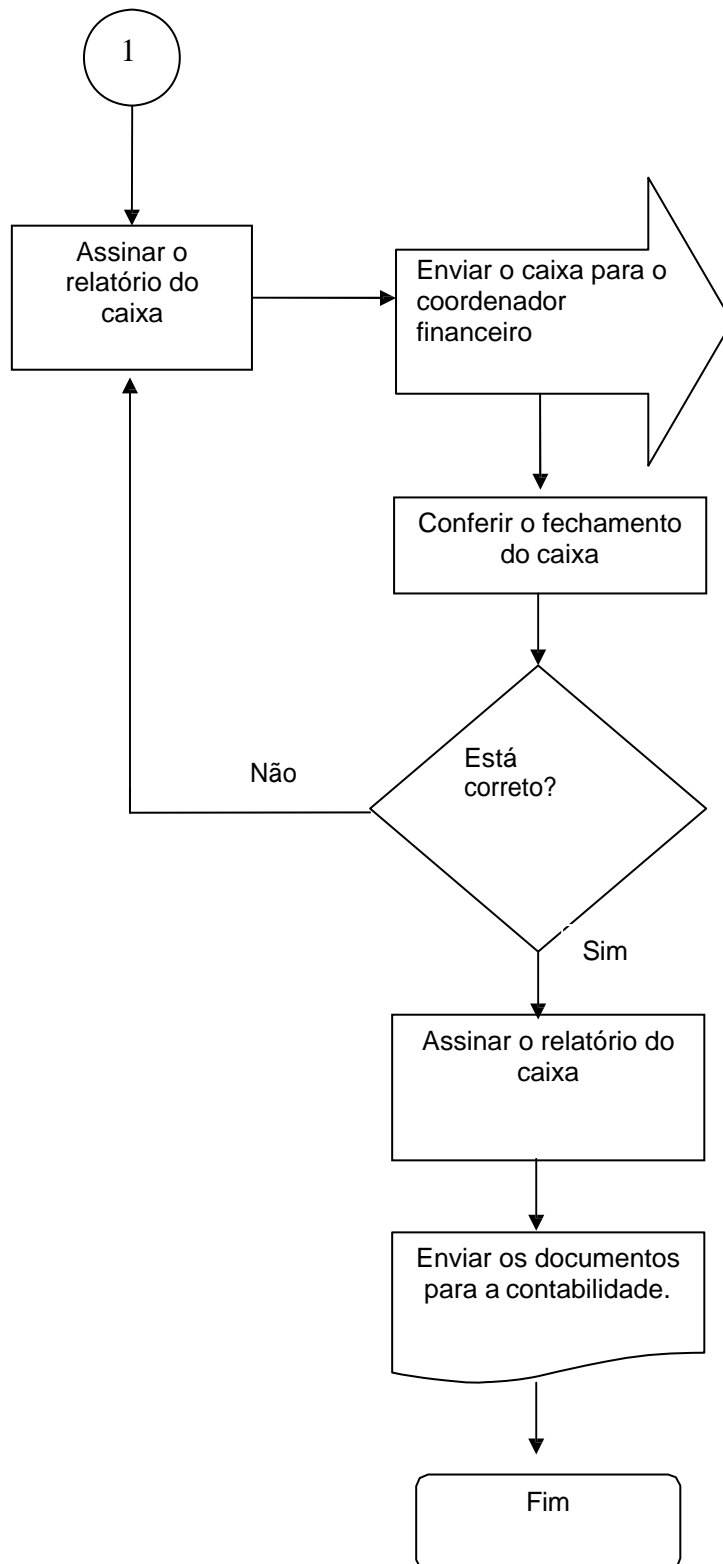 1
Assinar o
relatório do
caixa
Enviar o caixa para o
coordenador
financeiro
Conferir o fechamento
do caixa
Está
correto?
Não
Sim
Assinar o relatório do
caixa
Enviar os documentos
para a contabilidade.
Fim